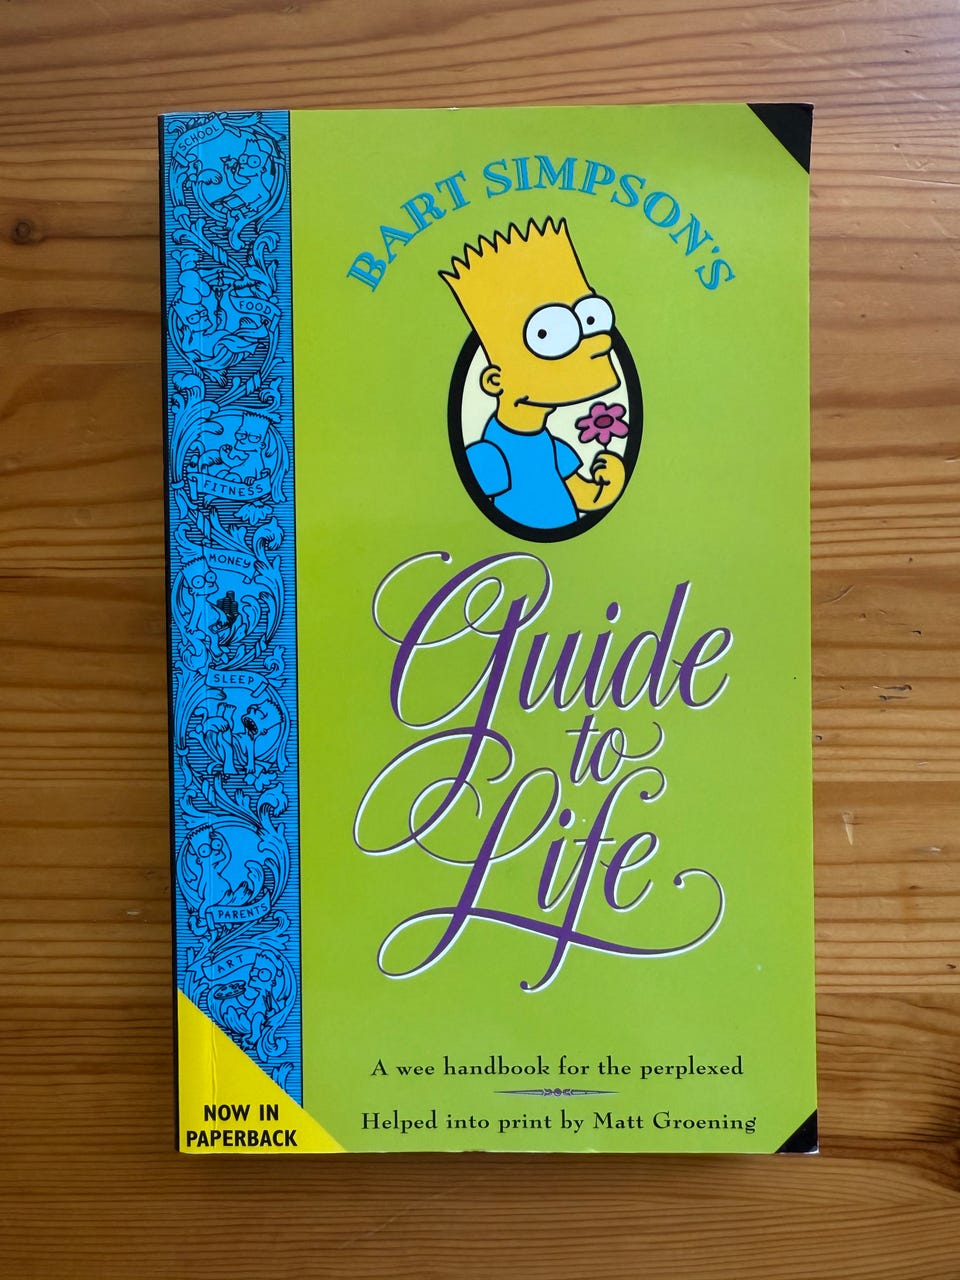 BART SIMPSON'S
Guide
to
Life
A wee handbook for the perplexed
Helped into print by Matt Groening
SCHOOL
FOOD
FITNESS
MONEY
SLEEP
PARENTS
ART
NOW IN
PAPERBACK